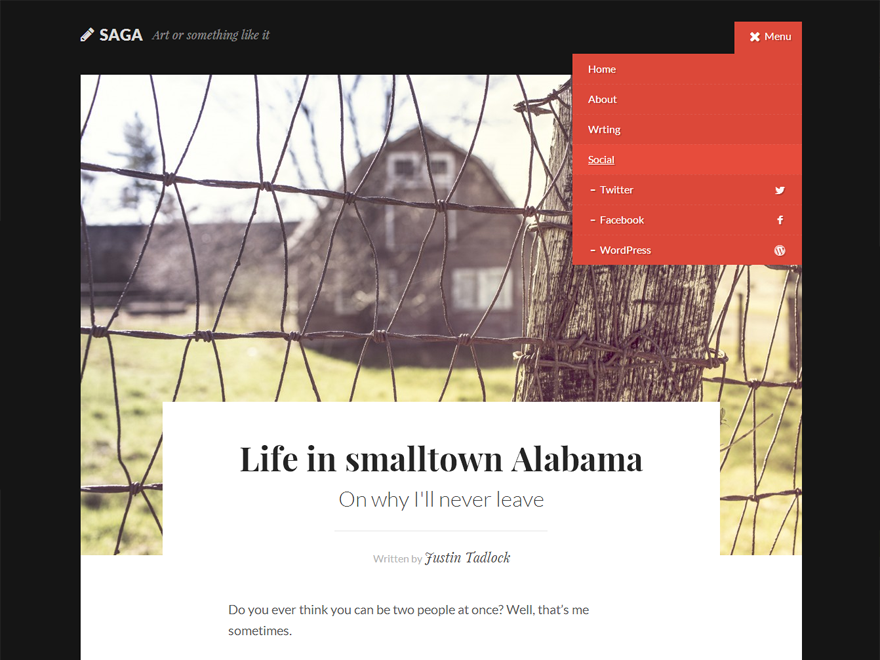 SAGA Art or something like it
Menu
Home
About
Wrting
Social
– Twitter
– Facebook
– WordPress
Life in smalltown Alabama
On why I'll never leave
Written by Justin Tadlock
Do you ever think you can be two people at once? Well, that’s me
sometimes.